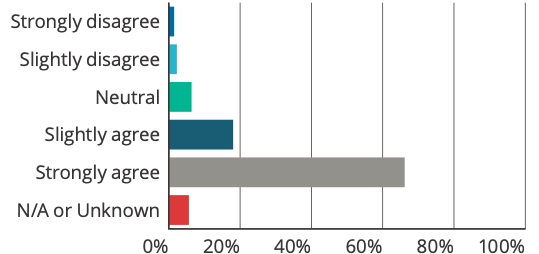 Strongly disagree
Slightly disagree
Neutral
Slightly agree
Strongly agree
N/A or Unknown
0% 20% 40% 60% 80% 100%